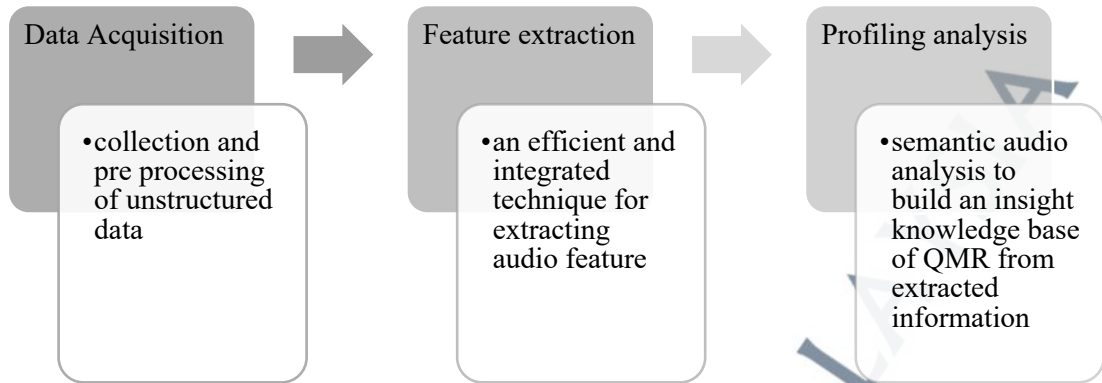 Data Acquisition
•collection and
pre processing
of unstructured
data
Feature extraction
•an efficient and
integrated
technique for
extracting
audio feature
Profiling analysis
•semantic audio
analysis to
build an insight
knowledge base
of QMR from
extracted
information